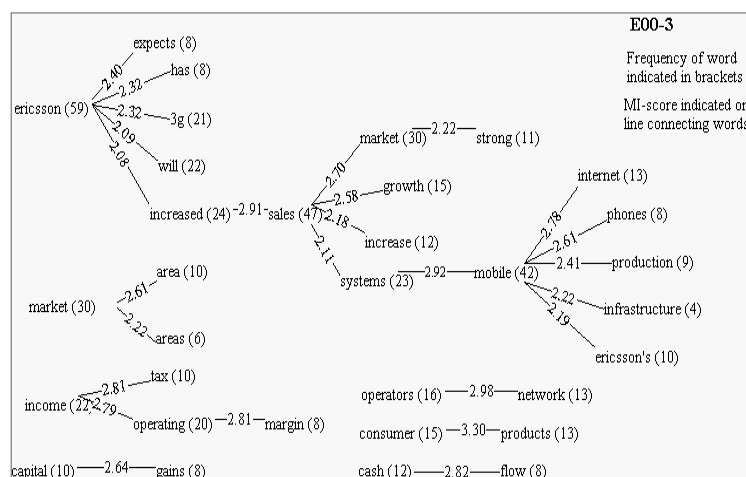 E00-3
Frequency of word
indicated in brackets
MI-score indicated on
line connecting words
expects (8)
2.40
has (8)
2.32
ericsson (59)
2.32
3g (21)
2.09
will (22)
2.08
increased (24)
2.91
sales (47)
2.70
market (30)
2.22
strong (11)
2.58
growth (15)
2.18
increase (12)
2.11
systems (23)
2.92
mobile (42)
2.78
internet (13)
2.61
phones (8)
2.41
production (9)
2.22
infrastructure (4)
2.19
ericsson's (10)
market (30)
2.61
area (10)
2.22
areas (6)
income (22)
2.81
tax (10)
2.79
operating (20)
2.81
margin (8)
operators (16)
2.98
network (13)
consumer (15)
3.30
products (13)
capital (10)
2.64
gains (8)
cash (12)
2.82
flow (8)